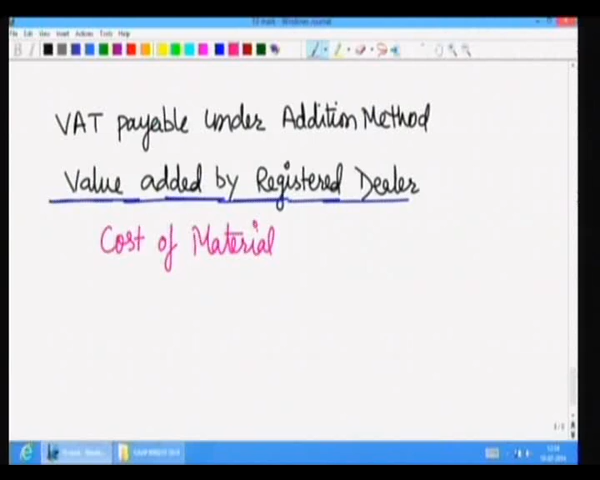 VAT payable under Addition Method
Value added by Registered Dealer
Cost of Material